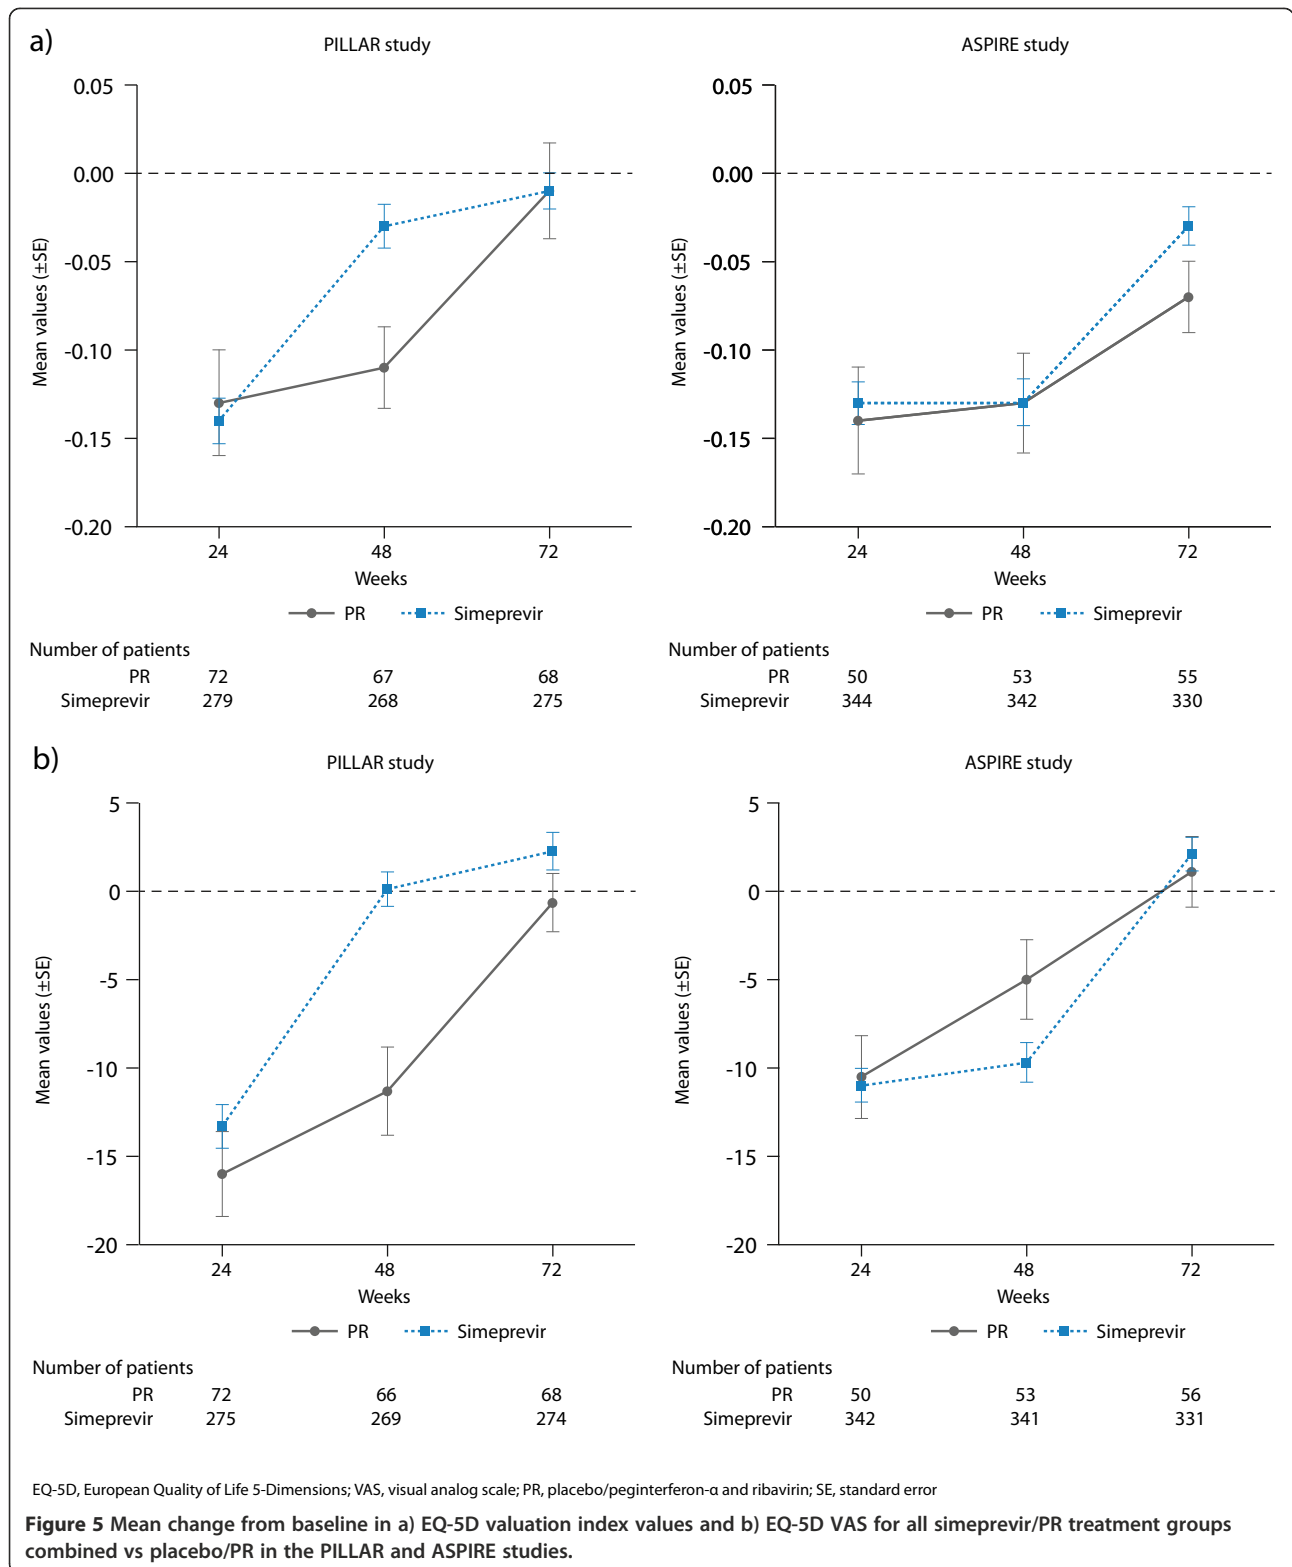 a)
PILLAR study
ASPIRE study
0.05
0.00
-0.05
-0.10
-0.15
-0.20
Mean values (±SE)
24 48 72
Weeks
PR Simeprevir
0.05
0.00
-0.05
-0.10
-0.15
-0.20
Mean values (±SE)
24 48 72
Weeks
PR Simeprevir
Number of patients
PR 72 67 68
Simeprevir 279 268 275
Number of patients
PR 50 53 55
Simeprevir 344 342 330
b)
PILLAR study
ASPIRE study
5
0
-5
-10
-15
-20
Mean values (±SE)
24 48 72
Weeks
PR Simeprevir
5
0
-5
-10
-15
-20
Mean values (±SE)
24 48 72
Weeks
PR Simeprevir
Number of patients
PR 72 66 68
Simeprevir 275 269 274
Number of patients
PR 50 53 56
Simeprevir 342 341 331
EQ-5D, European Quality of Life 5-Dimensions; VAS, visual analog scale; PR, placebo/peginterferon-α and ribavirin; SE, standard error
Figure 5 Mean change from baseline in a) EQ-5D valuation index values and b) EQ-5D VAS for all simeprevir/PR treatment groups
combined vs placebo/PR in the PILLAR and ASPIRE studies.